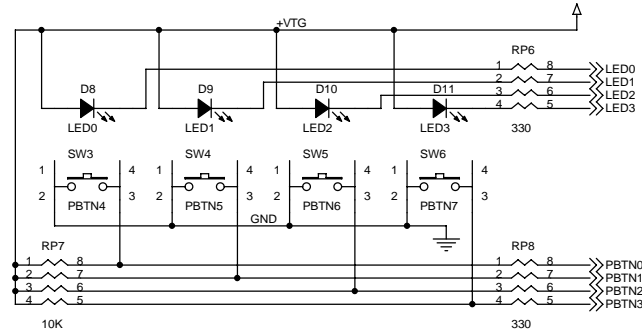 +VTG
RP6
1 8 LED0
2 7 LED1
3 6 LED2
4 5 LED3
330
D8 D9 D10 D11
LED0 LED1 LED2 LED3
SW3 SW4 SW5 SW6
1 4 1 4 1 4 1 4
2 3 2 3 2 3 2 3
PBTN4 PBTN5 PBTN6 PBTN7
GND
RP7 RP8
1 8 1 8 PBTN0
2 7 2 7 PBTN1
3 6 3 6 PBTN2
4 5 4 5 PBTN3
10K 330